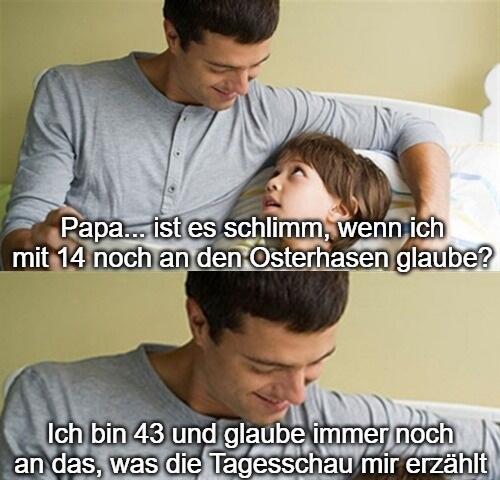 Papa... ist es schlimm, wenn ich
mit 14 noch an den Osterhasen glaube?
Ich bin 43 und glaube immer noch
an das, was die Tagesschau mir erzählt